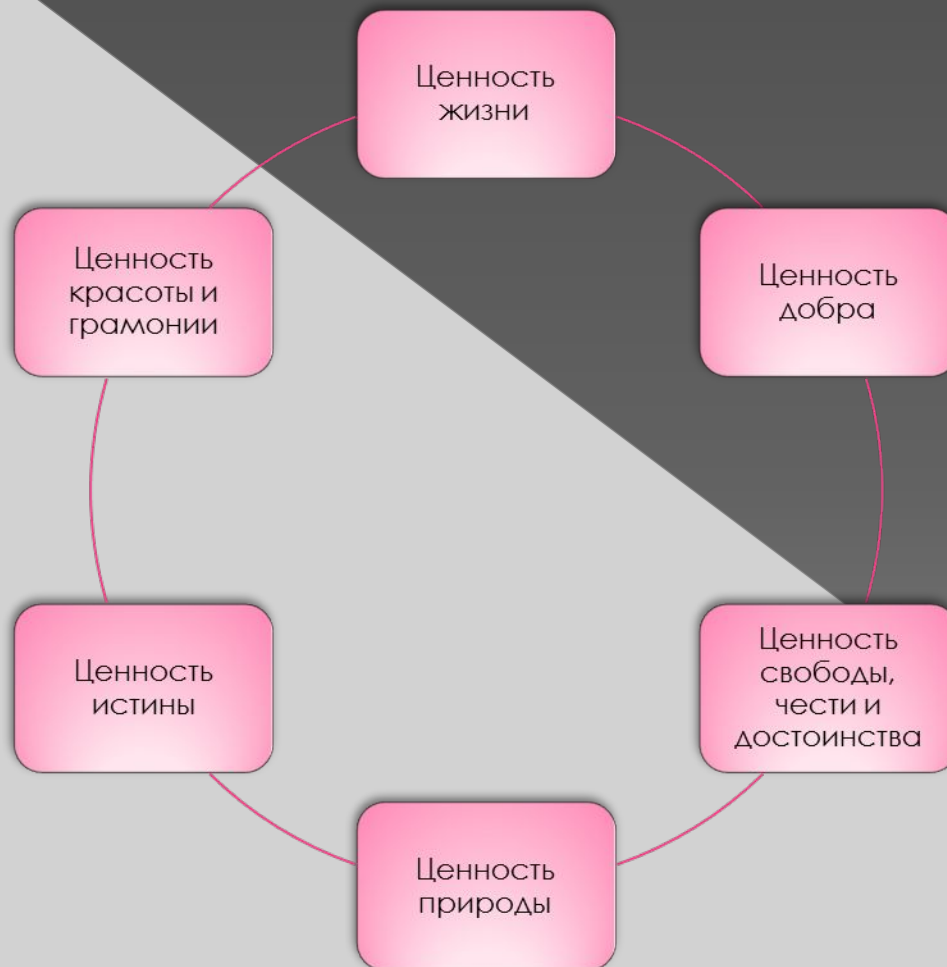 Ценность
жизни
Ценность
добра
Ценность
свободы,
чести и
достоинства
Ценность
природы
Ценность
истины
Ценность
красоты и
грамонии